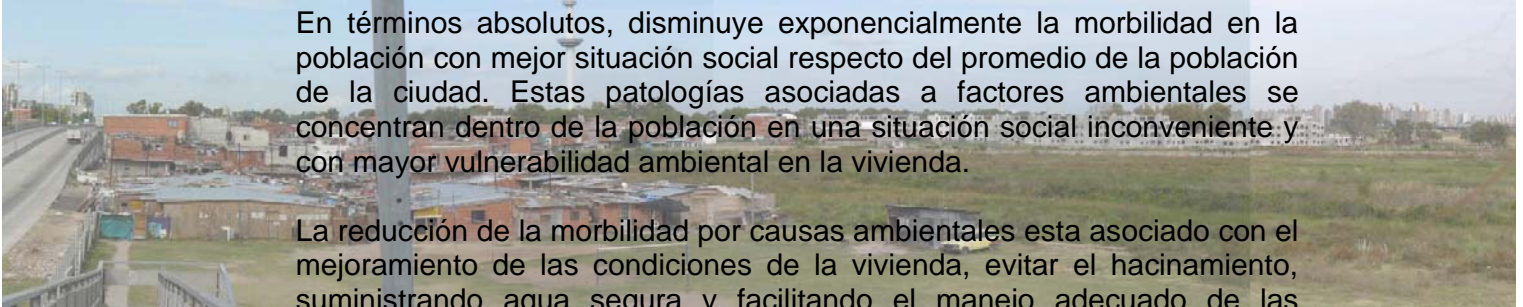 En términos absolutos, disminuye exponencialmente la morbilidad en la
población con mejor situación social respecto del promedio de la población
de la ciudad. Estas patologías asociadas a factores ambientales se
concentran dentro de la población en una situación social inconveniente y
con mayor vulnerabilidad ambiental en la vivienda.
La reducción de la morbilidad por causas ambientales esta asociado con el
mejoramiento de las condiciones de la vivienda, evitar el hacinamiento,
suministrando agua segura y facilitando el manejo adecuado de las